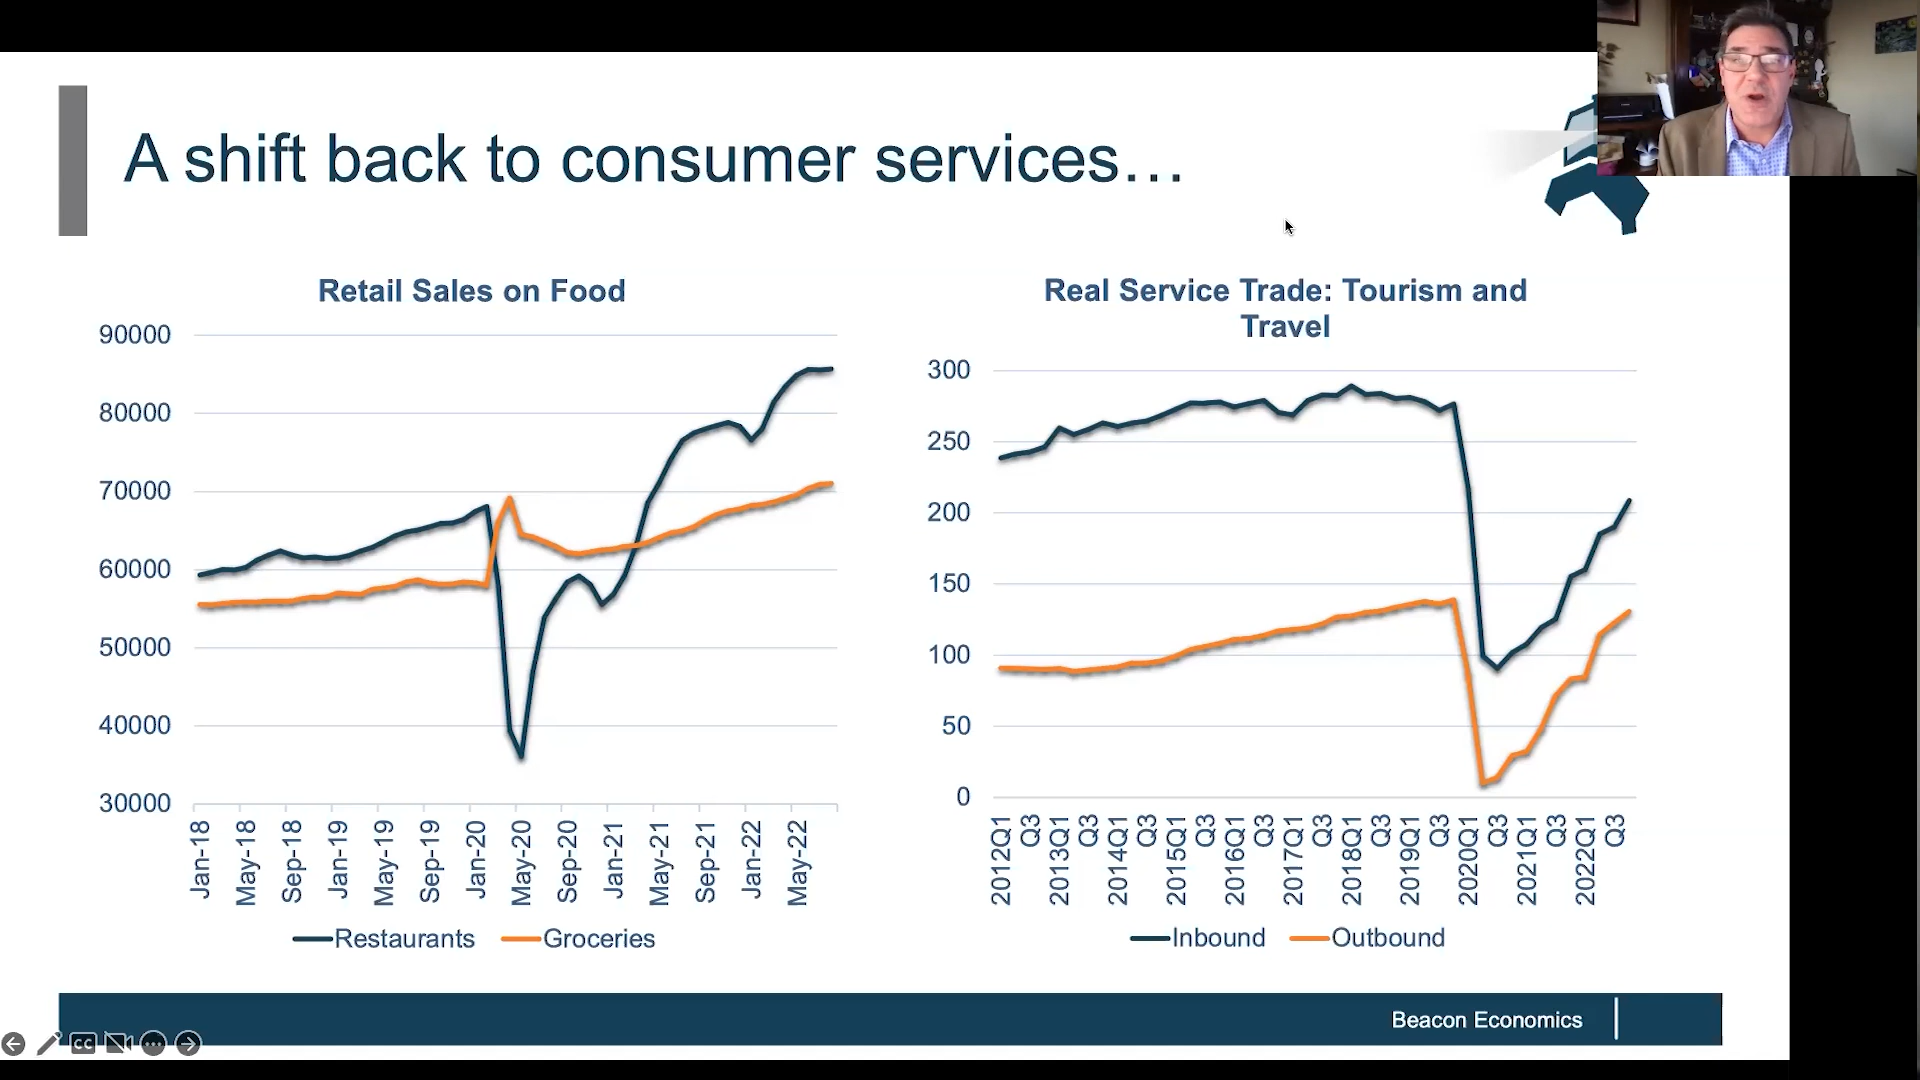 A shift back to consumer services…
Retail Sales on Food
90000
80000
70000
60000
50000
40000
30000
Jan-18
May-18
Sep-18
Jan-19
May-19
Sep-19
Jan-20
May-20
Sep-20
Jan-21
May-21
Sep-21
Jan-22
May-22
Restaurants
Groceries
Real Service Trade: Tourism and
Travel
300
250
200
150
100
50
0
2012Q1
Q3
2013Q1
Q3
2014Q1
Q3
2015Q1
Q3
2016Q1
Q3
2017Q1
Q3
2018Q1
Q3
2019Q1
Q3
2020Q1
Q3
2021Q1
Q3
2022Q1
Q3
Inbound
Outbound
Beacon Economics
CC